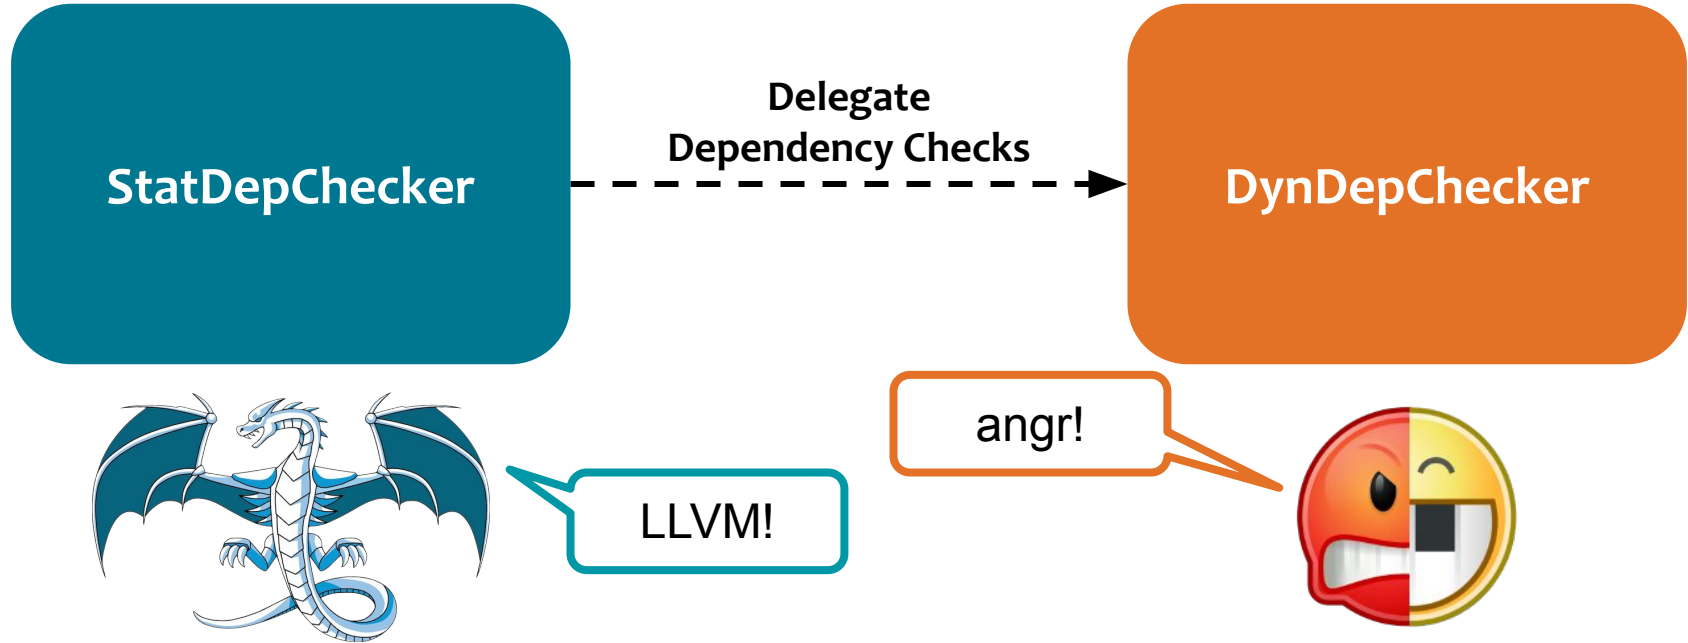 StatDepChecker
Delegate
Dependency Checks
DynDepChecker
LLVM!
angr!